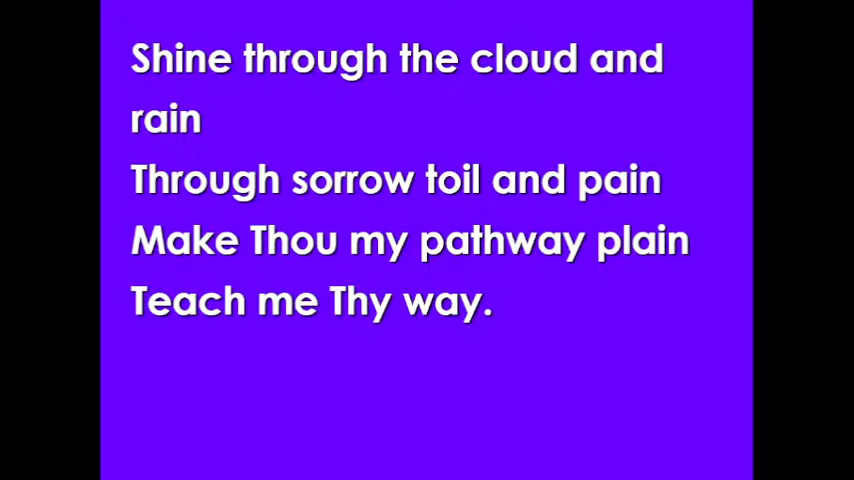 Shine through the cloud and
rain
Through sorrow toil and pain
Make Thou my pathway plain
Teach me Thy way.